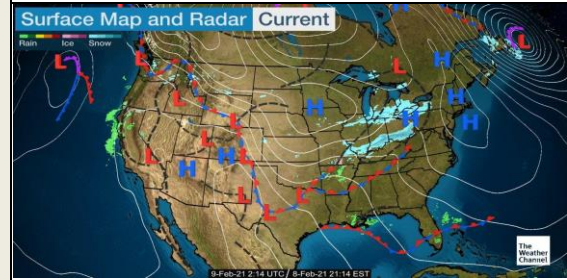 Surface Map and Radar Current
Rain Ice Snow
L
L
L
L
L
L
L
L
L
L
L
L
H
H
H
H
H
H
H
The
Weather
Channel
9-Feb-21 2:14 UTC / 8-Feb-21 21:14 EST